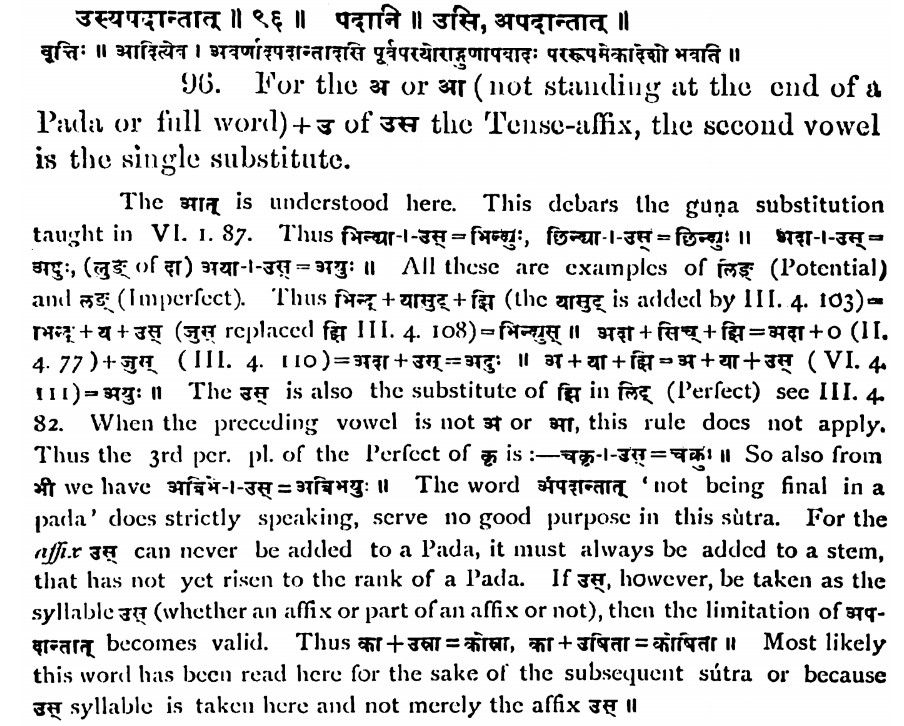 उस्यपदान्तात् ॥ ९६ ॥ पदानि ॥ उसि, अपदान्तात् ॥
वृत्तिः ॥ आदित्येव । अवर्णादपदान्तादुसि पूर्वपरयोराद्गुणापवादः पररूपमेकादेशो भवति ॥
96. For the अ or आ (not standing at the end of a
Pada or full word)+उ of उस the Tense-affix, the second vowel
is the single substitute.
The आत् is understood here. This debars the guṇa substitution
taught in VI. 1. 87. Thus भिन्द्या-।-उस्=भिन्द्युः, छिन्द्या-।-उस्=छिन्द्युः ॥ अदा-।-उस्=
अदुः, (लुङ् of दा) अया-।-उस्=अयुः ॥ All these are examples of लिङ् (Potential)
and लङ् (Imperfect). Thus भिन्द्+यासुट्+झि (the यासुट् is added by III. 4. 103)=
भिन्द्+य+उस् (जुस् replaced झि III. 4. 108)=भिन्द्युस् ॥ अदा+सिच्+झि=अदा+० (II.
4. 77)+जुस् (III. 4. 110)=अदा+उस्=अदुः ॥ अ+या+झि=अ+या+उस् (VI. 4.
111)=अयुः ॥ The उस् is also the substitute of झि in लिट् (Perfect) see III. 4.
82. When the preceding vowel is not अ or आ, this rule does not apply.
Thus the 3rd per. pl. of the Perfect of कृ is :—चकृ-।-उस्=चक्रुः ॥ So also from
भी we have अबिभे-।-उस्=अबिभयुः ॥ The word अपदान्तात् 'not being final in a
pada' does strictly speaking, serve no good purpose in this sùtra. For the
affix उस् can never be added to a Pada, it must always be added to a stem,
that has not yet risen to the rank of a Pada. If उस्, however, be taken as the
syllable उस् (whether an affix or part of an affix or not), then the limitation of अप-
दान्तात् becomes valid. Thus का+उस्रा=कोस्रा, का+उषिता=कोषिता ॥ Most likely
this word has been read here for the sake of the subsequent sútra or because
उस् syllable is taken here and not merely the affix उस् ॥